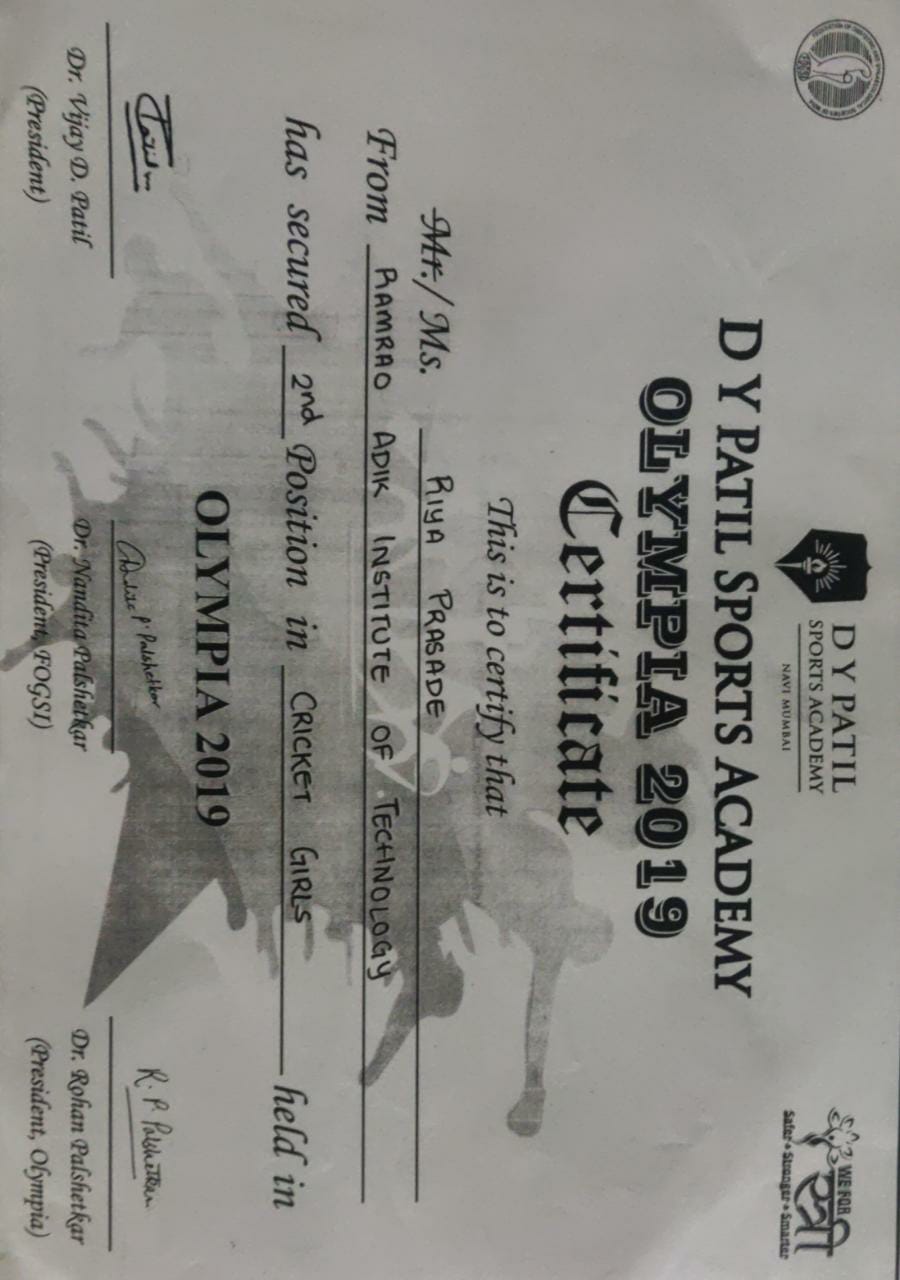 D Y PATIL
SPORTS ACADEMY
NAVI MUMBAI
WE FOR
स्त्री
Safer • Stronger • Smarter
D Y PATIL SPORTS ACADEMY
OLYMPIA 2019
Certificate
This is to certify that
Mr./Ms. RIYA PRASADE
From RAMRAO ADIK INSTITUTE OF TECHNOLOGY
has secured 2nd Position in CRICKET GIRLS held in
OLYMPIA 2019
R. P. Palshetkar
Dr. Vijay D. Patil
(President)
Dr. Nandita Palshetkar
(President, FOGSI)
Dr. Rohan Palshetkar
(President, Olympia)